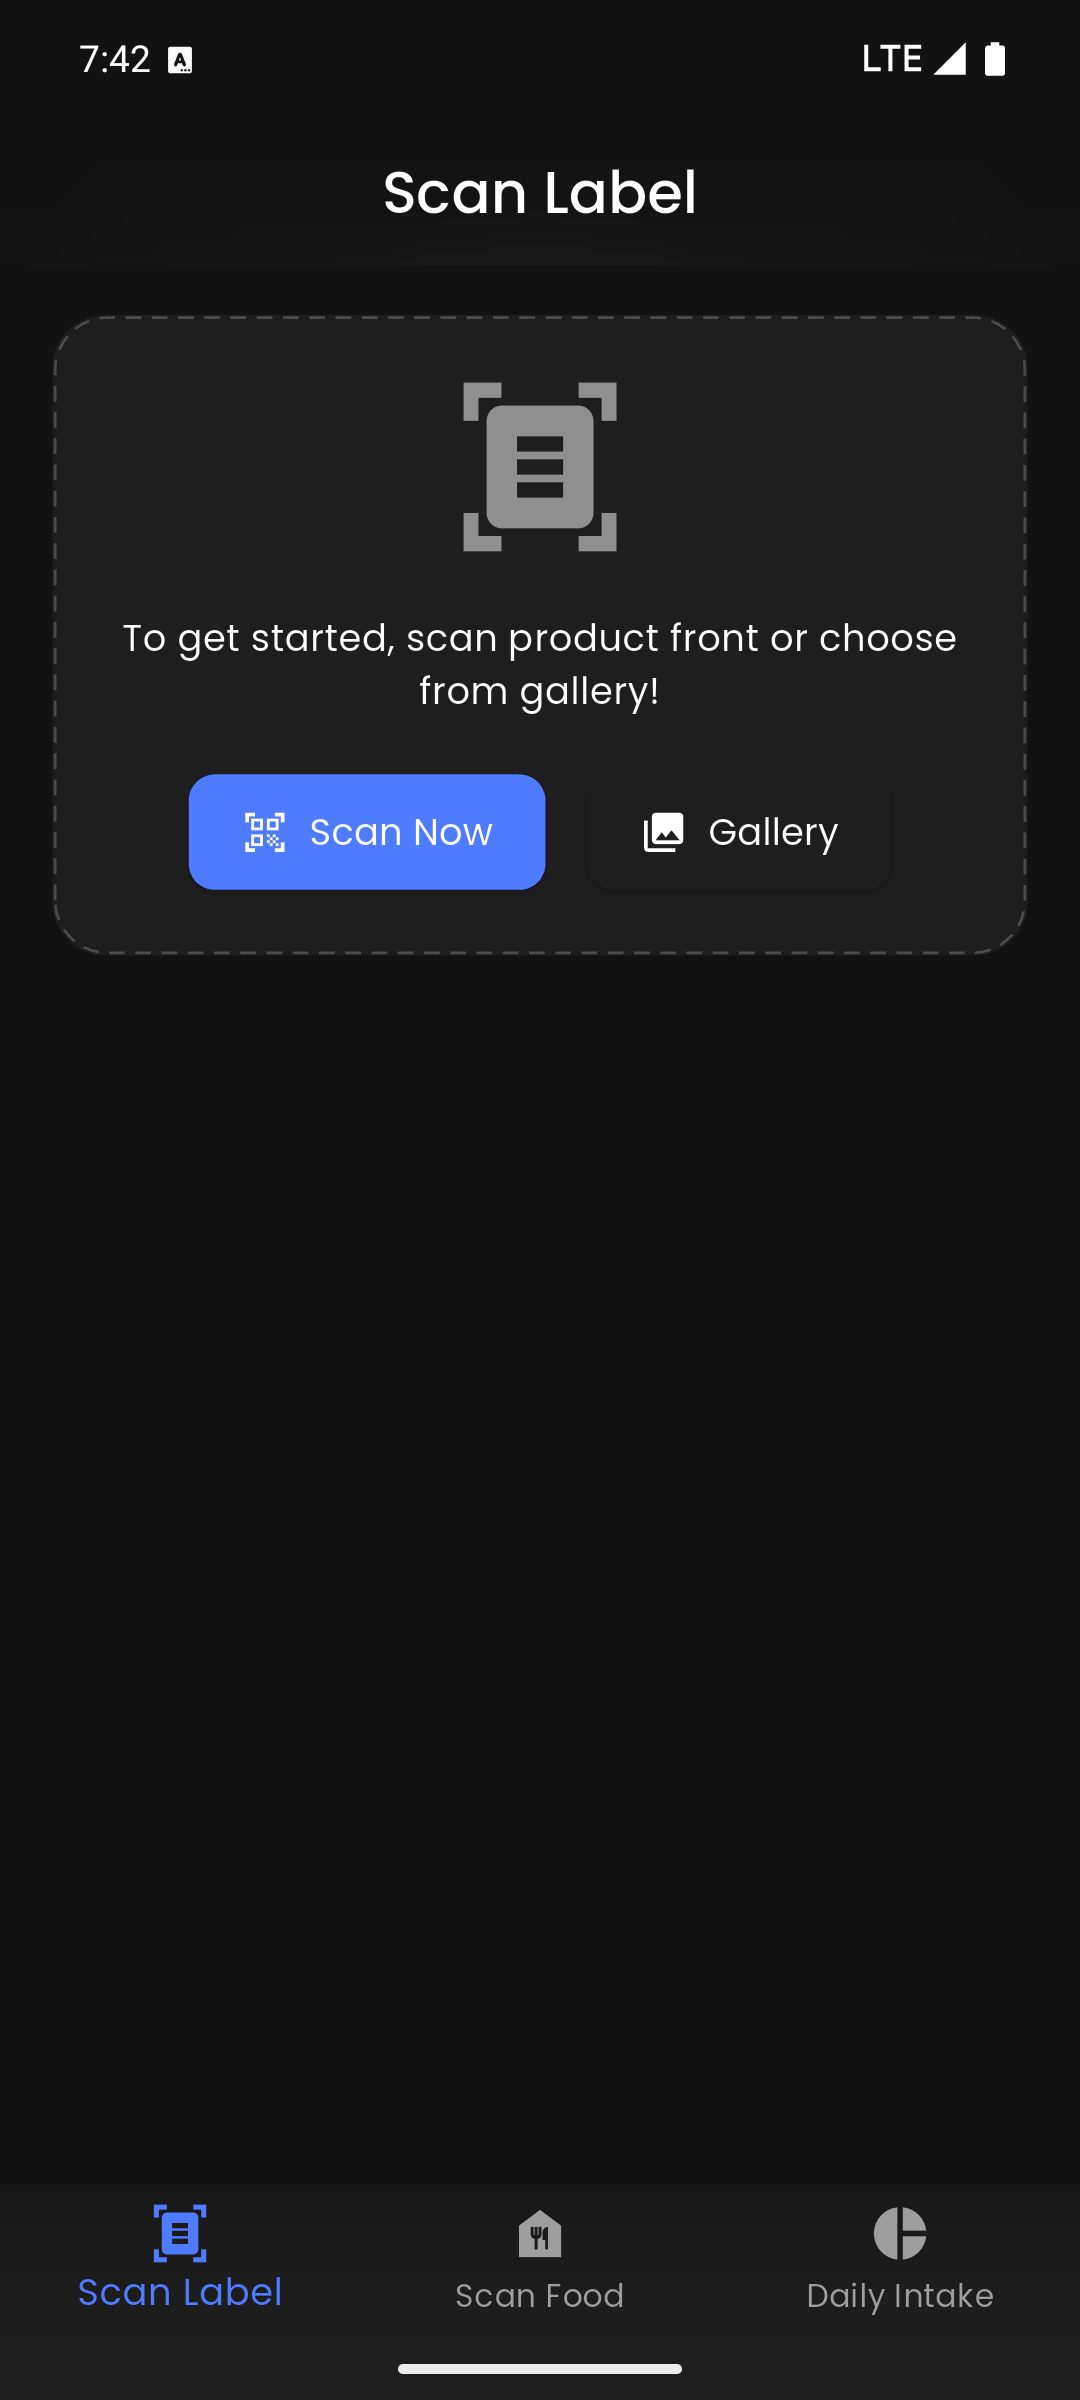 7:42
LTE
Scan Label
To get started, scan product front or choose
from gallery!
Scan Now
Gallery
Scan Label
Scan Food
Daily Intake